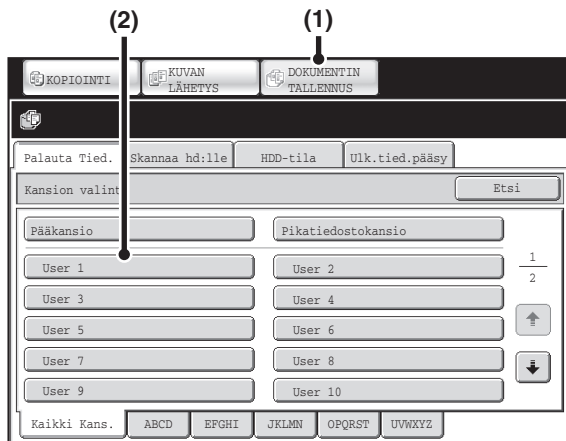 (2) (1)
KOPIOINTI
KUVAN
LÄHETYS
DOKUMENTIN
TALLENNUS
Palauta Tied. Skannaa hd:lle HDD-tila Ulk.tied.pääsy
Kansion valint Etsi
Pääkansio Pikatiedostokansio
User 1 User 2
1
2
User 3 User 4
User 5 User 6
User 7 User 8
User 9 User 10
Kaikki Kans. ABCD EFGHI JKLMN OPQRST UVWXYZ